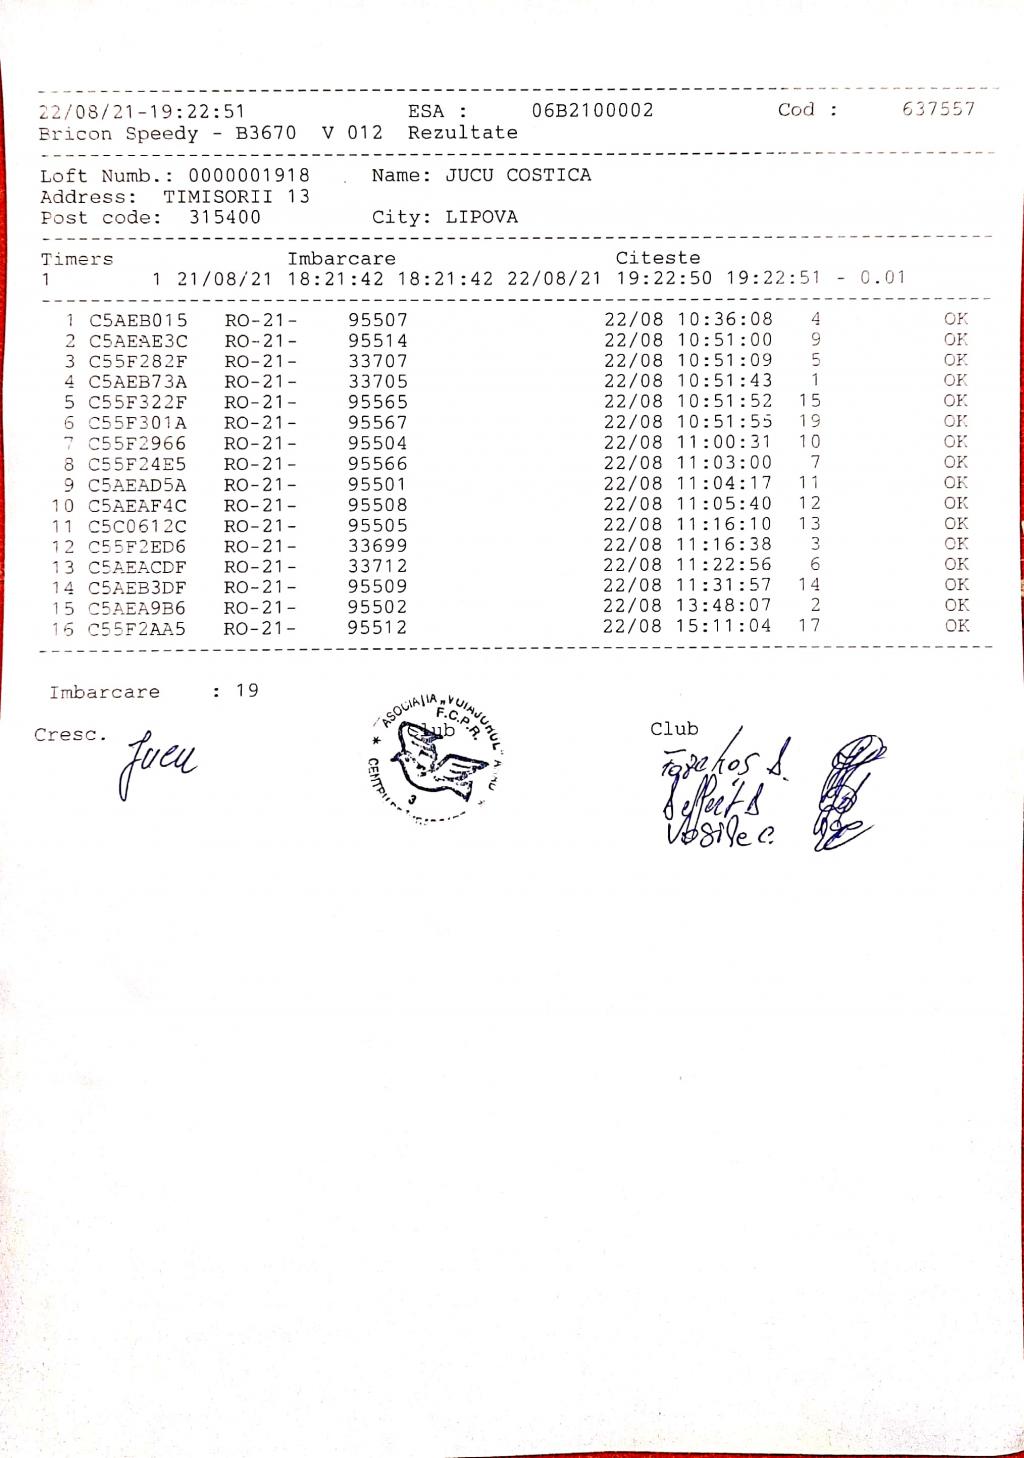 22/08/21-19:22:51 ESA : 06B2100002 Cod : 637557
Bricon Speedy - B3670 V 012 Rezultate
Loft Numb.: 0000001918 Name: JUCU COSTICA
Address: TIMISORII 13
Post code: 315400 City: LIPOVA
Timers Imbarcare Citeste
1 1 21/08/21 18:21:42 18:21:42 22/08/21 19:22:50 19:22:51 - 0.01
1 C5AEB015 RO-21- 95507 22/08 10:36:08 4 OK
2 C5AEAE3C RO-21- 95514 22/08 10:51:00 9 OK
3 C55F282F RO-21- 33707 22/08 10:51:09 5 OK
4 C5AEB73A RO-21- 33705 22/08 10:51:43 1 OK
5 C55F322F RO-21- 95565 22/08 10:51:52 15 OK
6 C55F301A RO-21- 95567 22/08 10:51:55 19 OK
7 C55F2966 RO-21- 95504 22/08 11:00:31 10 OK
8 C55F24E5 RO-21- 95566 22/08 11:03:00 7 OK
9 C5AEAD5A RO-21- 95501 22/08 11:04:17 11 OK
10 C5AEAF4C RO-21- 95508 22/08 11:05:40 12 OK
11 C5C0612C RO-21- 95505 22/08 11:16:10 13 OK
12 C55F2ED6 RO-21- 33699 22/08 11:16:38 3 OK
13 C5AEACDF RO-21- 33712 22/08 11:22:56 6 OK
14 C5AEB3DF RO-21- 95509 22/08 11:31:57 14 OK
15 C5AEA9B6 RO-21- 95502 22/08 13:48:07 2 OK
16 C55F2AA5 RO-21- 95512 22/08 15:11:04 17 OK
Imbarcare : 19
Cresc. Jucu
ASOCIAȚIA „VOIAJORUL"
F.C.P.R.
Club
3
Club
Vasile C.